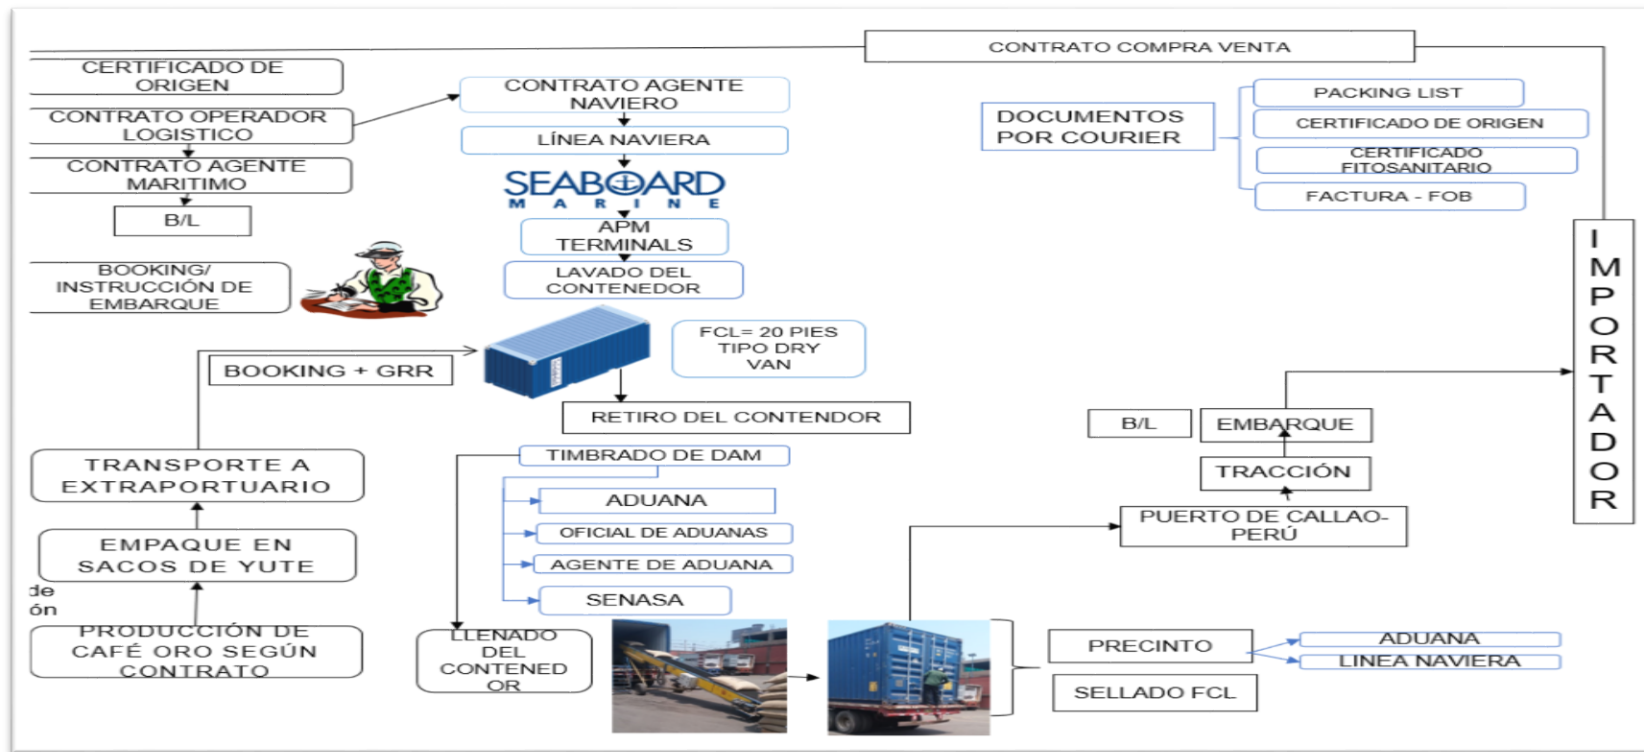 CONTRATO COMPRA VENTA
CERTIFICADO DE
ORIGEN
CONTRATO OPERADOR
LOGISTICO
CONTRATO AGENTE
MARITIMO
B/L
BOOKING/
INSTRUCCIÓN DE
EMBARQUE
CONTRATO AGENTE
NAVIERO
LÍNEA NAVIERA
SEABOARD
MARINE
APM
TERMINALS
LAVADO DEL
CONTENEDOR
FCL= 20 PIES
TIPO DRY
VAN
BOOKING + GRR
RETIRO DEL CONTENDOR
DOCUMENTOS
POR COURIER
PACKING LIST
CERTIFICADO DE ORIGEN
CERTIFICADO
FITOSANITARIO
FACTURA - FOB
IMPORTADOR
TRANSPORTE A
EXTRAPORTUARIO
EMPAQUE EN
SACOS DE YUTE
de
ón
PRODUCCIÓN DE
CAFÉ ORO SEGÚN
CONTRATO
TIMBRADO DE DAM
ADUANA
OFICIAL DE ADUANAS
AGENTE DE ADUANA
SENASA
LLENADO
DEL
CONTENED
OR
B/L
EMBARQUE
TRACCIÓN
PUERTO DE CALLAO-
PERÚ
PRECINTO
SELLADO FCL
ADUANA
LINEA NAVIERA